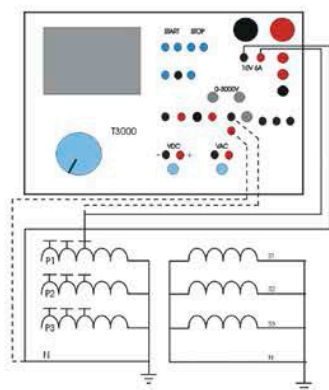 START STOP
10V 6A
0-3000V
T3000
VDC VAC
- +
P1 S1
P2 S2
P3 S3
N N